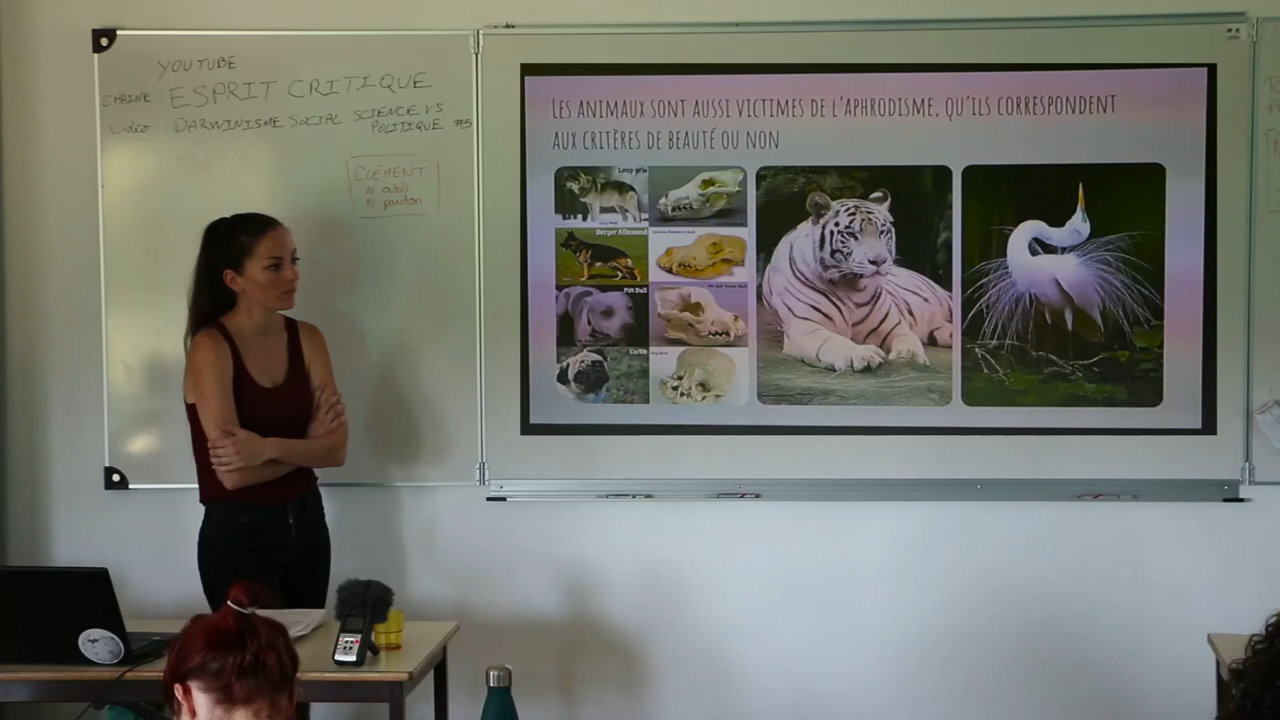 YOUTUBE
CHAINE : ESPRIT CRITIQUE
Vidéo : DARWINISME SOCIAL : SCIENCE VS
POLITIQUE #5
CLÉMENT
ni oubli
ni pardon
LES ANIMAUX SONT AUSSI VICTIMES DE L'APHRODISME, QU'ILS CORRESPONDENT
AUX CRITÈRES DE BEAUTÉ OU NON
Loup gris
Berger Allemand
Pitt Bull
Carlin